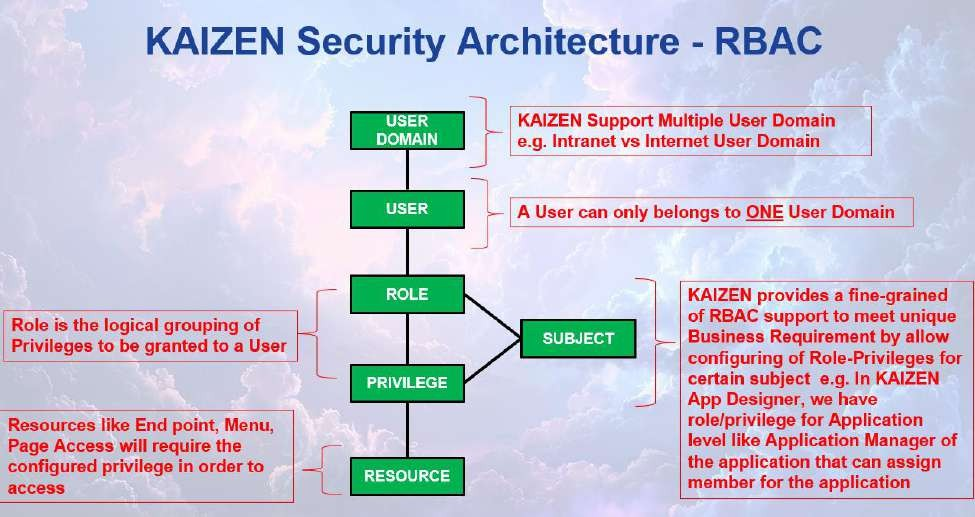 KAIZEN Security Architecture - RBAC
USER
DOMAIN
KAIZEN Support Multiple User Domain
e.g. Intranet vs Internet User Domain
USER
A User can only belongs to ONE User Domain
ROLE
Role is the logical grouping of
Privileges to be granted to a User
SUBJECT
KAIZEN provides a fine-grained
of RBAC support to meet unique
Business Requirement by allow
configuring of Role-Privileges for
certain subject e.g. In KAIZEN
App Designer, we have
role/privilege for Application
level like Application Manager of
the application that can assign
member for the application
PRIVILEGE
Resources like End point, Menu,
Page Access will require the
configured privilege in order to
access
RESOURCE